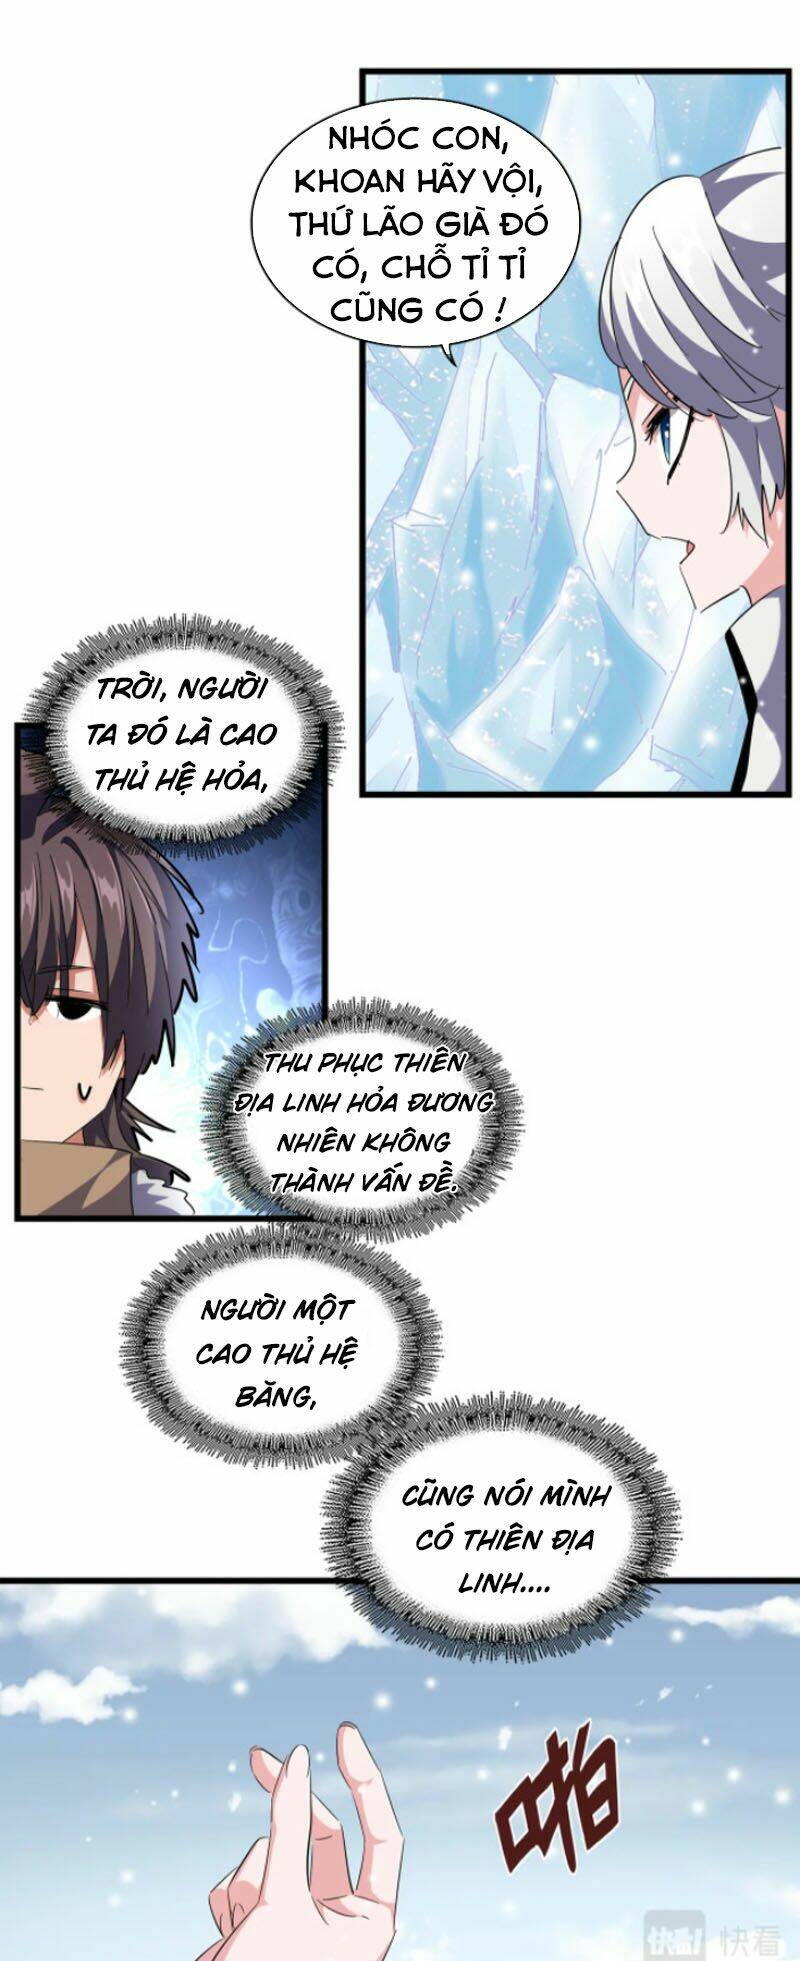 NHÓC CON,
KHOAN HÃY VỘI,
THỨ LÃO GIÀ ĐÓ
CÓ, CHỖ TỈ TỈ
CŨNG CÓ !
TRỜI, NGƯỜI
TA ĐÓ LÀ CAO
THỦ HỆ HỎA,
THU PHỤC THIÊN
ĐỊA LINH HỎA ĐƯƠNG
NHIÊN KHÔNG
THÀNH VẤN ĐỀ.
NGƯỜI MỘT
CAO THỦ HỆ
BĂNG,
CŨNG NÓI MÌNH
CÓ THIÊN ĐỊA
LINH....
啪
快看! 快看